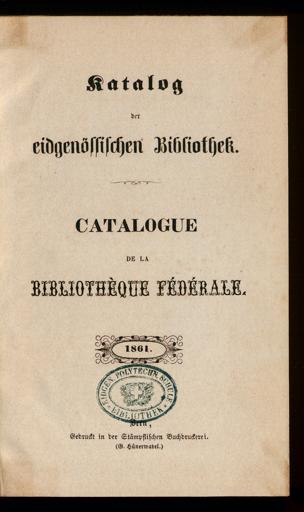 Katalog
der
eidgenössischen Bibliothek.
CATALOGUE
DE LA
BIBLIOTHÈQUE FÉDÉRALE.
1861.
EIDGEN. POLYTECHN. SCHULE
BIBLIOTHEK
Bern,
Gedruckt in der Stämpflischen Buchdruckerei.
(G. Hünerwadel.)